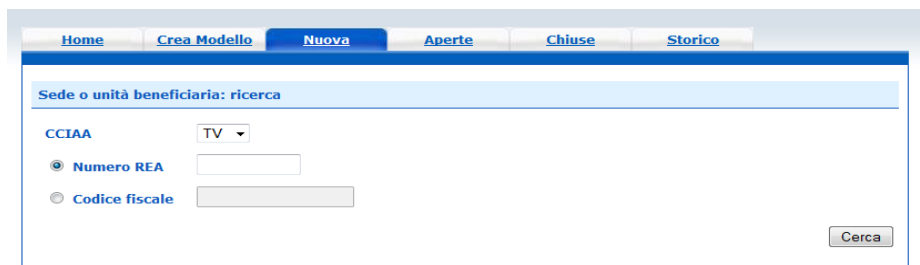 Home Crea Modello Nuova Aperte Chiuse Storico
Sede o unità beneficiaria: ricerca
CCIAA TV
Numero REA
Codice fiscale
Cerca